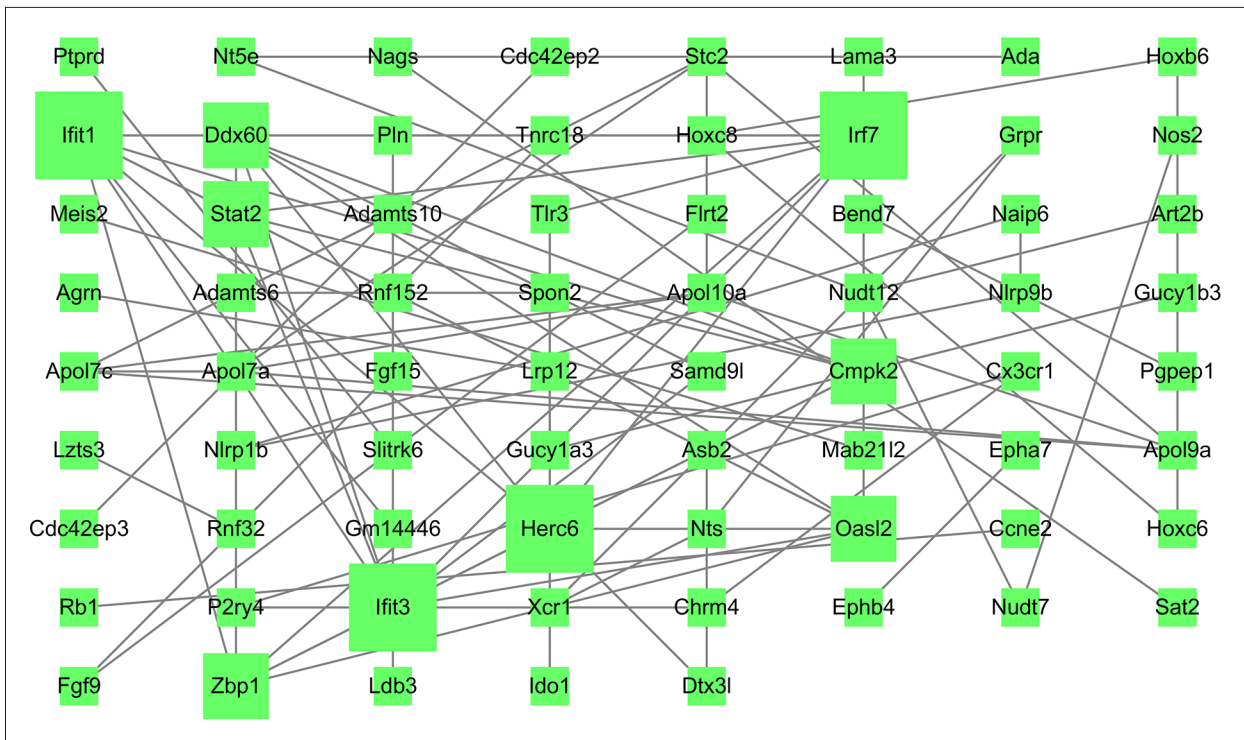 Ptprd Nt5e Nags Cdc42ep2 Stc2 Lama3 Ada Hoxb6
Ifit1 Ddx60 Pln Tnrc18 Hoxc8 Irf7 Grpr Nos2
Meis2 Stat2 Adamts10 Tlr3 Flrt2 Bend7 Naip6 Art2b
Agrn Adamts6 Rnf152 Spon2 Apol10a Nudt12 Nlrp9b Gucy1b3
Apol7c Apol7a Fgf15 Lrp12 Samd9l Cmpk2 Cx3cr1 Pgpep1
Lzts3 Nlrp1b Slitrk6 Gucy1a3 Asb2 Mab21l2 Epha7 Apol9a
Cdc42ep3 Rnf32 Gm14446 Herc6 Nts Oasl2 Ccne2 Hoxc6
Rb1 P2ry4 Ifit3 Xcr1 Chrm4 Ephb4 Nudt7 Sat2
Fgf9 Zbp1 Ldb3 Ido1 Dtx3l